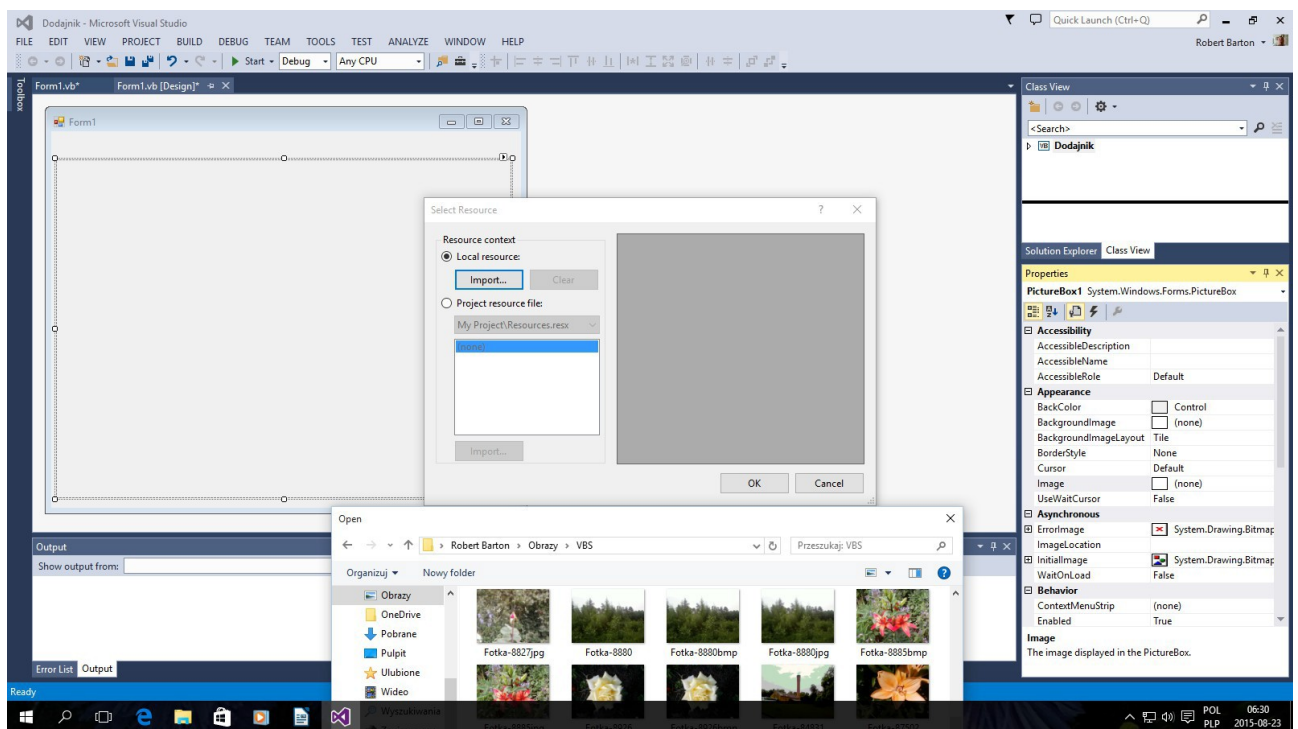 Dodajnik - Microsoft Visual Studio
Quick Launch (Ctrl+Q)
FILE EDIT VIEW PROJECT BUILD DEBUG TEAM TOOLS TEST ANALYZE WINDOW HELP
Robert Barton
Start
Debug
Any CPU
Toolbox
Form1.vb*
Form1.vb [Design]*
Form1
Select Resource
Resource context
Local resource:
Import...
Clear
Project resource file:
My Project\Resources.resx
(none)
Import...
OK
Cancel
Class View
<Search>
Dodajnik
Solution Explorer
Class View
Properties
PictureBox1 System.Windows.Forms.PictureBox
Accessibility
AccessibleDescription
AccessibleName
AccessibleRole Default
Appearance
BackColor Control
BackgroundImage (none)
BackgroundImageLayout Tile
BorderStyle None
Cursor Default
Image (none)
UseWaitCursor False
Asynchronous
ErrorImage System.Drawing.Bitmap
ImageLocation
InitialImage System.Drawing.Bitmap
WaitOnLoad False
Behavior
ContextMenuStrip (none)
Enabled True
Image
The image displayed in the PictureBox.
Output
Show output from:
Error List
Output
Ready
Open
Robert Barton > Obrazy > VBS
Przeszukaj: VBS
Organizuj
Nowy folder
Obrazy
OneDrive
Pobrane
Pulpit
Ulubione
Wideo
Wyszukiwania
Fotka-8827jpg
Fotka-8880
Fotka-8880bmp
Fotka-8880jpg
Fotka-8885bmp
POL
PLP
06:30
2015-08-23